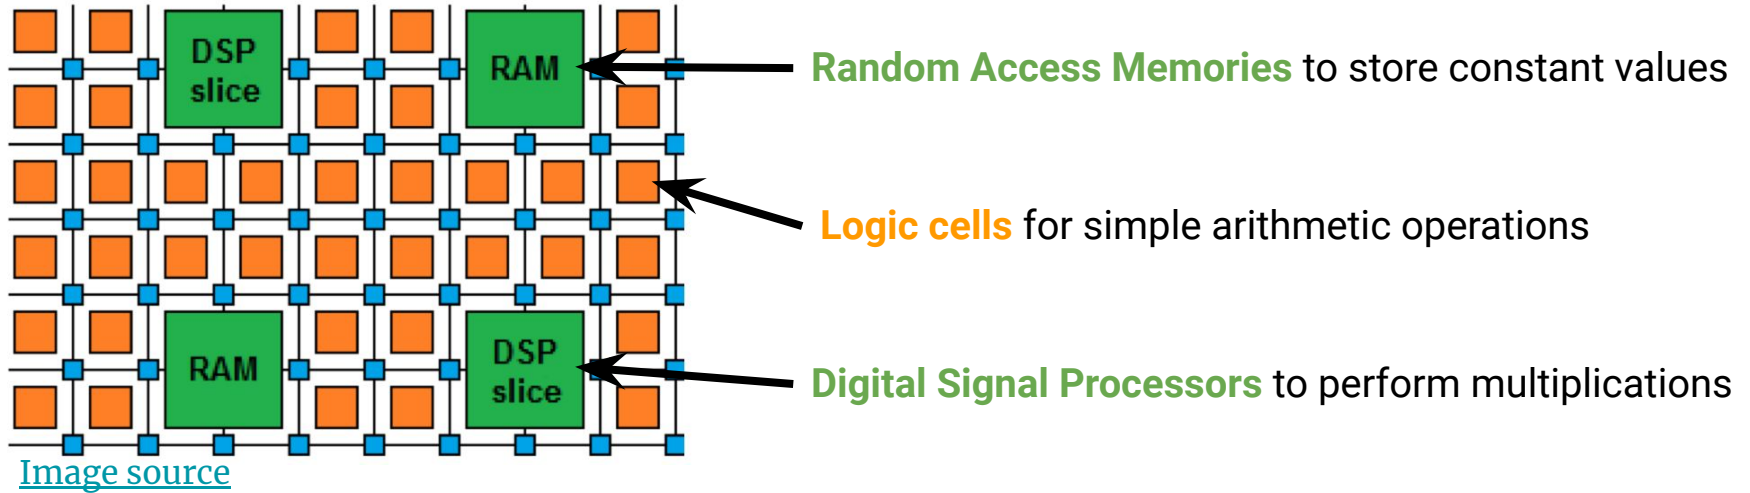 DSP
slice
RAM
Random Access Memories to store constant values
Logic cells for simple arithmetic operations
RAM
DSP
slice
Digital Signal Processors to perform multiplications
Image source